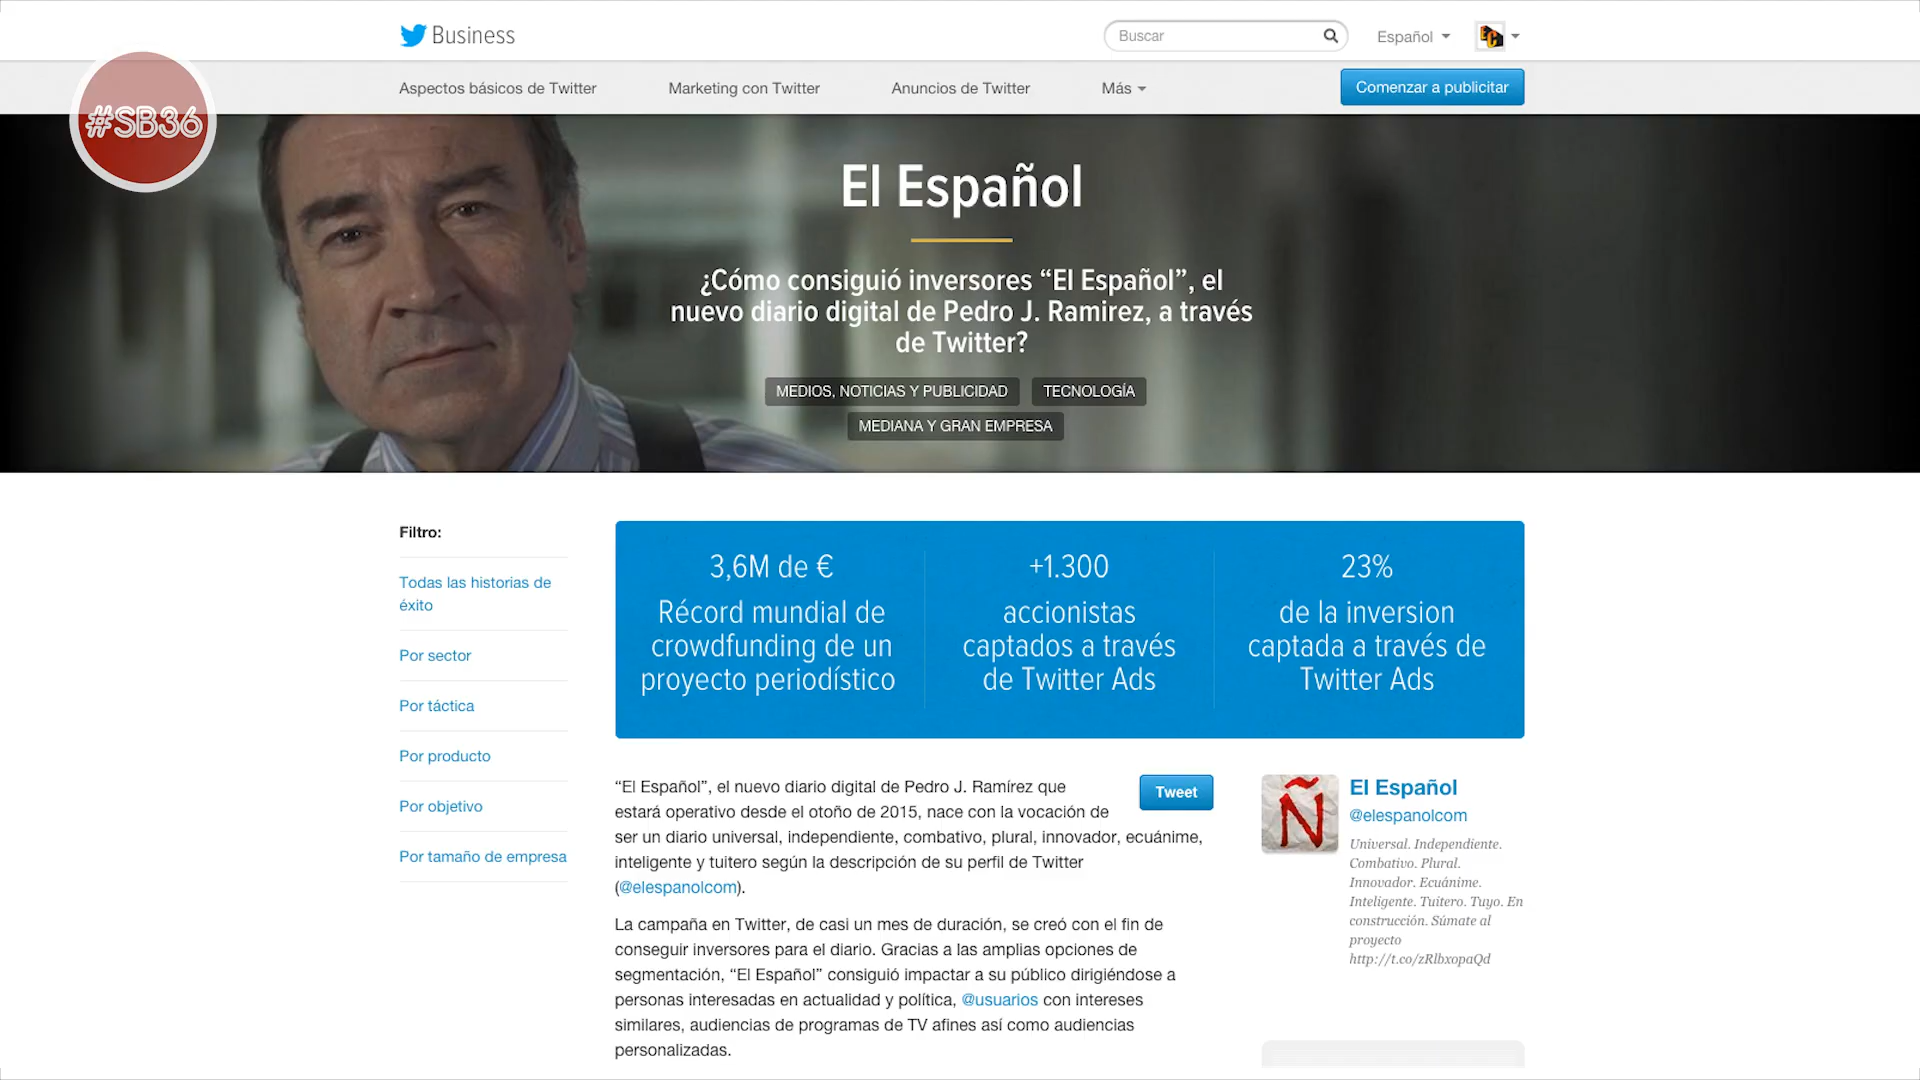 Business
Buscar
Español
#SB36
Aspectos básicos de Twitter
Marketing con Twitter
Anuncios de Twitter
Más
Comenzar a publicitar
El Español
¿Cómo consiguió inversores “El Español”, el
nuevo diario digital de Pedro J. Ramirez, a través
de Twitter?
MEDIOS, NOTICIAS Y PUBLICIDAD
TECNOLOGÍA
MEDIANA Y GRAN EMPRESA
Filtro:
Todas las historias de
éxito
Por sector
Por táctica
Por producto
Por objetivo
Por tamaño de empresa
3,6M de €
Récord mundial de
crowdfunding de un
proyecto periodístico
+1.300
accionistas
captados a través
de Twitter Ads
23%
de la inversion
captada a través de
Twitter Ads
“El Español”, el nuevo diario digital de Pedro J. Ramírez que
estará operativo desde el otoño de 2015, nace con la vocación de
ser un diario universal, independiente, combativo, plural, innovador, ecuánime,
inteligente y tuitero según la descripción de su perfil de Twitter
(@elespanolcom).
Tweet
La campaña en Twitter, de casi un mes de duración, se creó con el fin de
conseguir inversores para el diario. Gracias a las amplias opciones de
segmentación, “El Español” consiguió impactar a su público dirigiéndose a
personas interesadas en actualidad y política, @usuarios con intereses
similares, audiencias de programas de TV afines así como audiencias
personalizadas.
Ñ
El Español
@elespanolcom
Universal. Independiente.
Combativo. Plural.
Innovador. Ecuánime.
Inteligente. Tuitero. Tuyo. En
construcción. Súmate al
proyecto
http://t.co/zRlbxopaQd